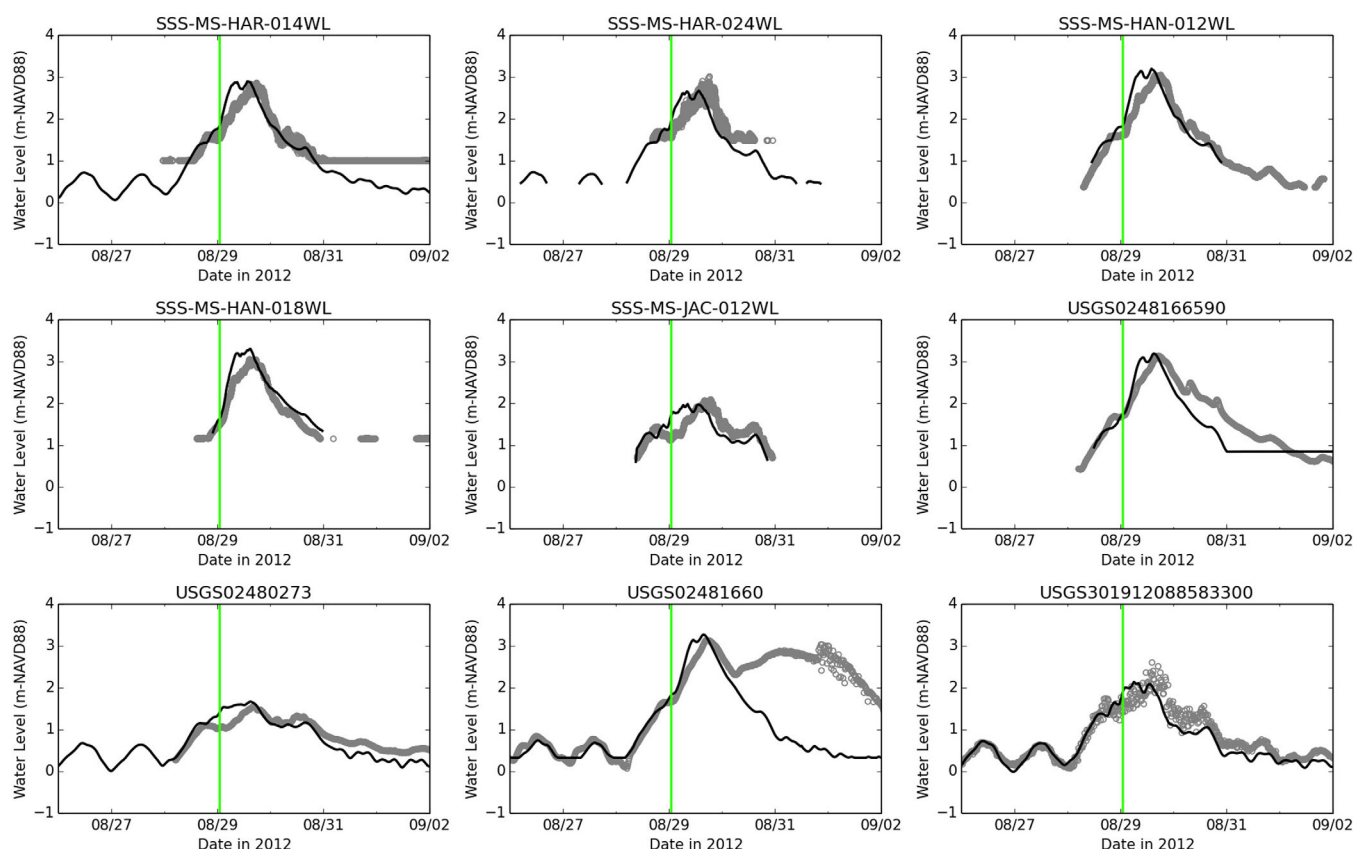 SSS-MS-HAR-014WL
4
3
2
1
0
−1
Water Level (m-NAVD88)
08/27 08/29 08/31 09/02
Date in 2012
SSS-MS-HAR-024WL
4
3
2
1
0
−1
Water Level (m-NAVD88)
08/27 08/29 08/31 09/02
Date in 2012
SSS-MS-HAN-012WL
4
3
2
1
0
−1
Water Level (m-NAVD88)
08/27 08/29 08/31 09/02
Date in 2012
SSS-MS-HAN-018WL
4
3
2
1
0
−1
Water Level (m-NAVD88)
08/27 08/29 08/31 09/02
Date in 2012
SSS-MS-JAC-012WL
4
3
2
1
0
−1
Water Level (m-NAVD88)
08/27 08/29 08/31 09/02
Date in 2012
USGS0248166590
4
3
2
1
0
−1
Water Level (m-NAVD88)
08/27 08/29 08/31 09/02
Date in 2012
USGS02480273
4
3
2
1
0
−1
Water Level (m-NAVD88)
08/27 08/29 08/31 09/02
Date in 2012
USGS02481660
4
3
2
1
0
−1
Water Level (m-NAVD88)
08/27 08/29 08/31 09/02
Date in 2012
USGS301912088583300
4
3
2
1
0
−1
Water Level (m-NAVD88)
08/27 08/29 08/31 09/02
Date in 2012